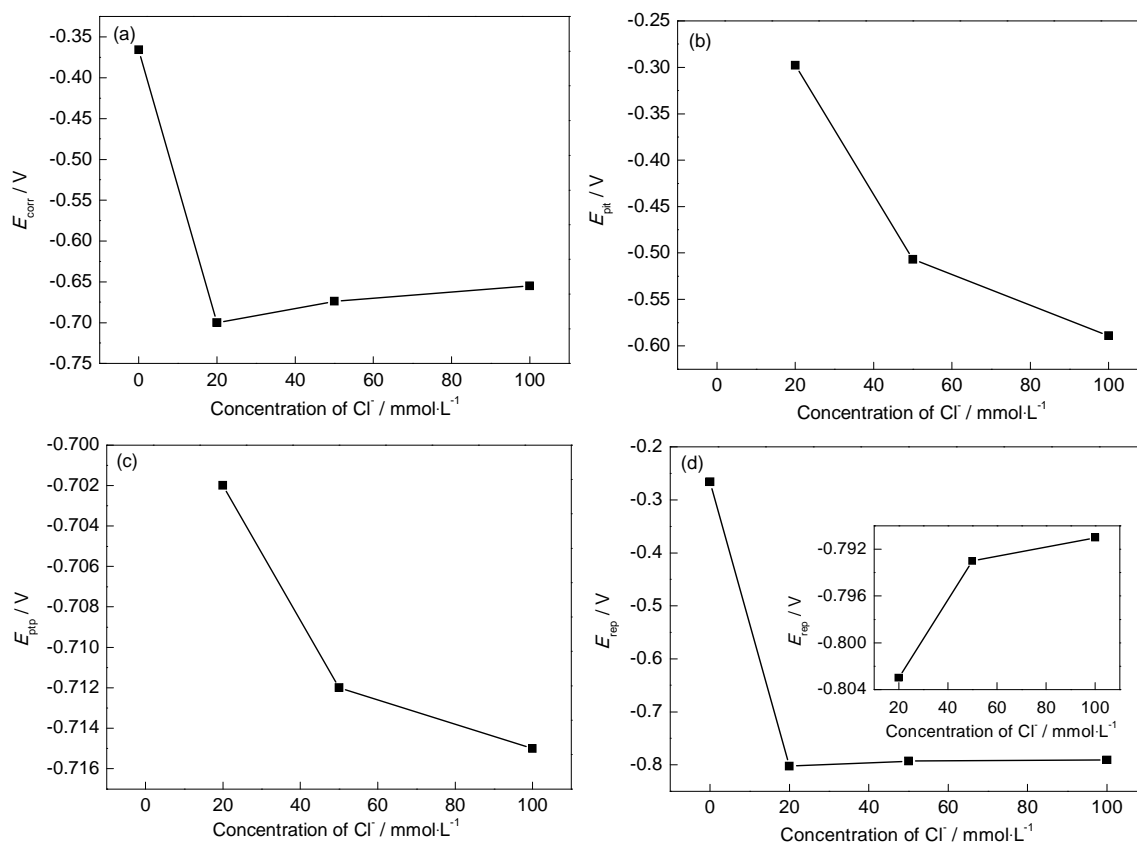 (a)
-0.35
-0.40
-0.45
-0.50
-0.55
-0.60
-0.65
-0.70
-0.75
E_corr / V
0 20 40 60 80 100
Concentration of Cl⁻ / mmol·L⁻¹
(b)
-0.25
-0.30
-0.35
-0.40
-0.45
-0.50
-0.55
-0.60
E_pit / V
0 20 40 60 80 100
Concentration of Cl⁻ / mmol·L⁻¹
(c)
-0.700
-0.702
-0.704
-0.706
-0.708
-0.710
-0.712
-0.714
-0.716
E_ptp / V
0 20 40 60 80 100
Concentration of Cl⁻ / mmol·L⁻¹
(d)
-0.2
-0.3
-0.4
-0.5
-0.6
-0.7
-0.8
E_rep / V
0 20 40 60 80 100
Concentration of Cl⁻ / mmol·L⁻¹
-0.792
-0.796
-0.800
-0.804
E_rep / V
20 40 60 80 100
Concentration of Cl⁻ / mmol·L⁻¹